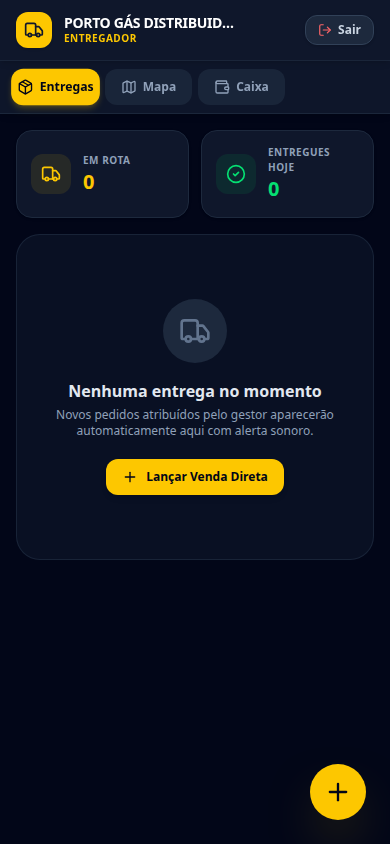 PORTO GÁS DISTRIBUID...
ENTREGADOR
Sair
Entregas
Mapa
Caixa
EM ROTA
0
ENTREGUES
HOJE
0
Nenhuma entrega no momento
Novos pedidos atribuídos pelo gestor aparecerão
automaticamente aqui com alerta sonoro.
Lançar Venda Direta